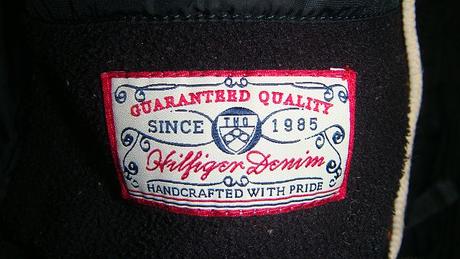 GUARANTEED QUALITY
SINCE THD 1985
Hilfiger Denim
HANDCRAFTED WITH PRIDE